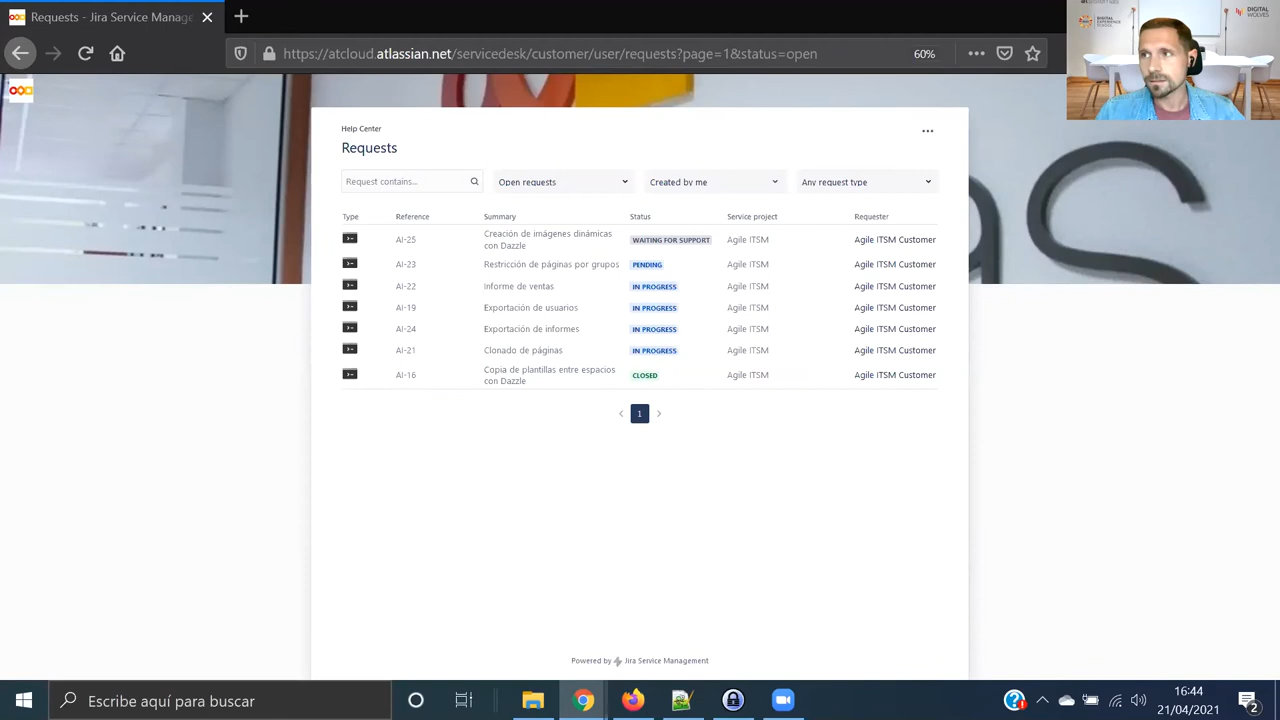 Requests - Jira Service Manage
https://atcloud.atlassian.net/servicedesk/customer/user/requests?page=1&status=open
60%
DIGITAL EXPERIENCE
DIGITAL WOLVES
Help Center
Requests
Request contains...
Open requests
Created by me
Any request type
Type Reference Summary Status Service project Requester
AI-25 Creación de imágenes dinámicas con Dazzle WAITING FOR SUPPORT Agile ITSM Agile ITSM Customer
AI-23 Restricción de páginas por grupos PENDING Agile ITSM Agile ITSM Customer
AI-22 Informe de ventas IN PROGRESS Agile ITSM Agile ITSM Customer
AI-19 Exportación de usuarios IN PROGRESS Agile ITSM Agile ITSM Customer
AI-24 Exportación de informes IN PROGRESS Agile ITSM Agile ITSM Customer
AI-21 Clonado de páginas IN PROGRESS Agile ITSM Agile ITSM Customer
AI-16 Copia de plantillas entre espacios con Dazzle CLOSED Agile ITSM Agile ITSM Customer
1
Powered by Jira Service Management
Escribe aquí para buscar
16:44
21/04/2021
2